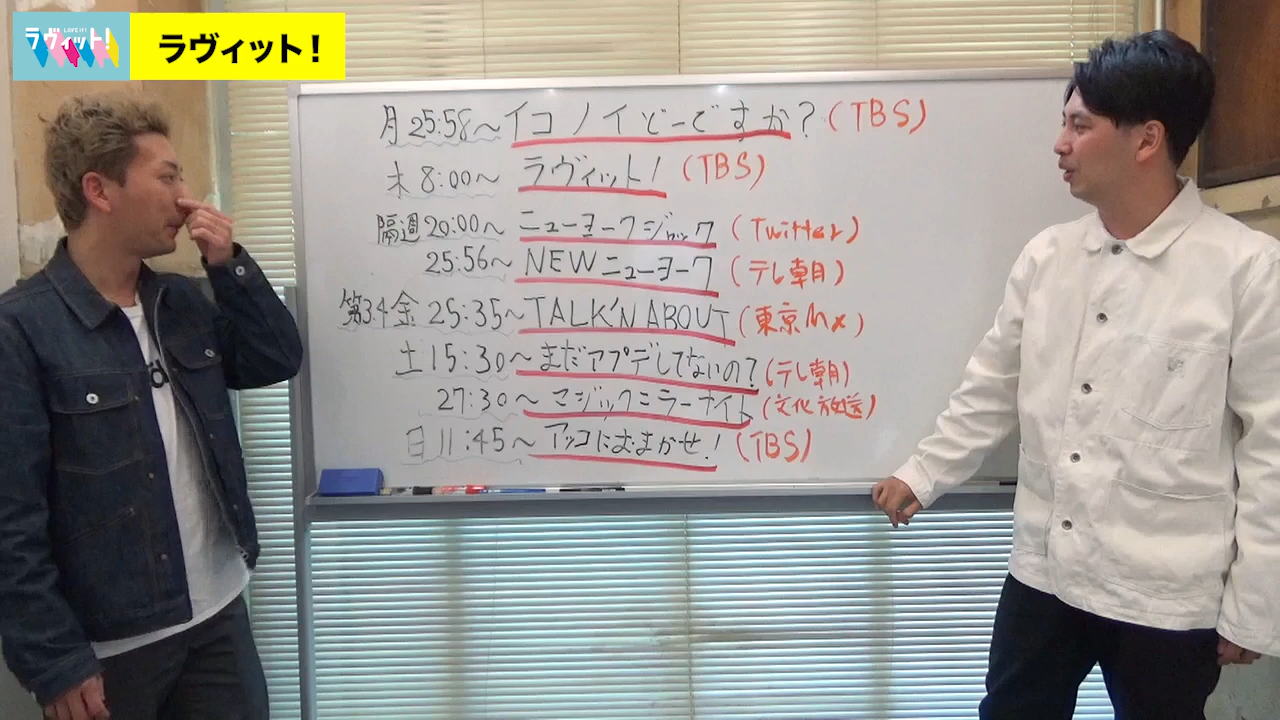 LOVE IT!
ラヴィット!
ラヴィット!
月 25:58〜 イコノイどーですか?(TBS)
木 8:00〜 ラヴィット!(TBS)
隔週 20:00〜 ニューヨークジャック(Twitter)
25:56〜 NEWニューヨーク(テレ朝)
第3.4金 25:35〜 TALK'N ABOUT(東京Mx)
土 15:30〜 まだアプデしてないの?(テレ朝)
27:30〜 マジックミラーナイト(文化放送)
日 11:45〜 アッコにおまかせ!(TBS)